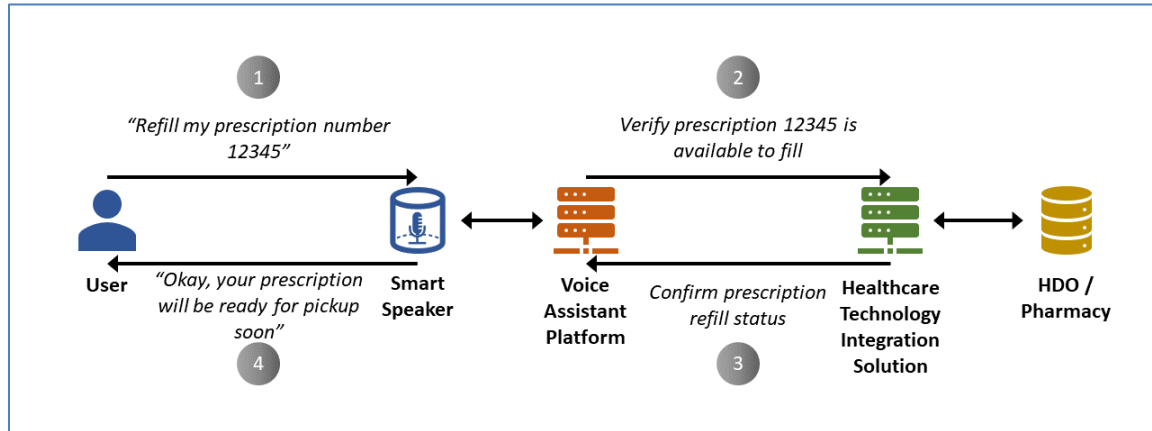 1
2
“Refill my prescription number
12345”
Verify prescription 12345 is
available to fill
User
“Okay, your prescription
will be ready for pickup
soon”
Smart
Speaker
Voice
Assistant
Platform
Confirm prescription
refill status
Healthcare
Technology
Integration
Solution
HDO /
Pharmacy
4
3